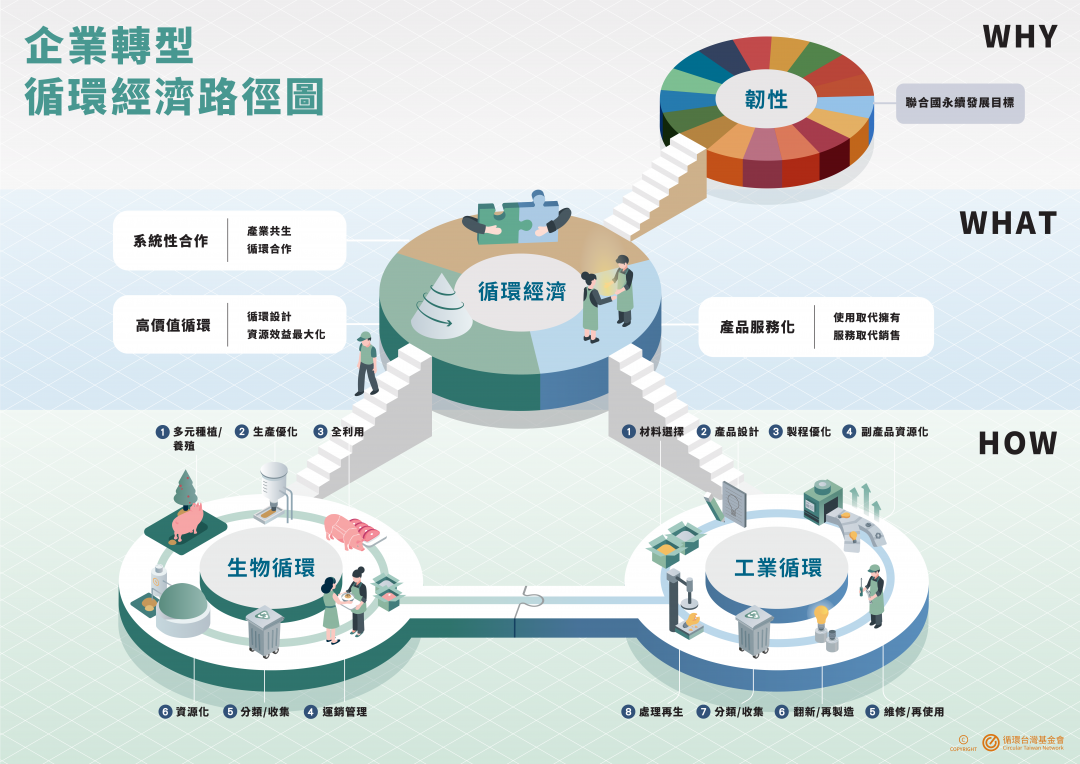 企業轉型
循環經濟路徑圖
WHY
韌性
聯合國永續發展目標
WHAT
系統性合作
產業共生
循環合作
高價值循環
循環設計
資源效益最大化
循環經濟
產品服務化
使用取代擁有
服務取代銷售
HOW
1 多元種植/
養殖
2 生產優化
3 全利用
1 材料選擇
2 產品設計
3 製程優化
4 副產品資源化
生物循環
工業循環
6 資源化
5 分類/收集
4 運銷管理
8 處理再生
7 分類/收集
6 翻新/再製造
5 維修/再使用
C
COPYRIGHT
循環台灣基金會
Circular Taiwan Network